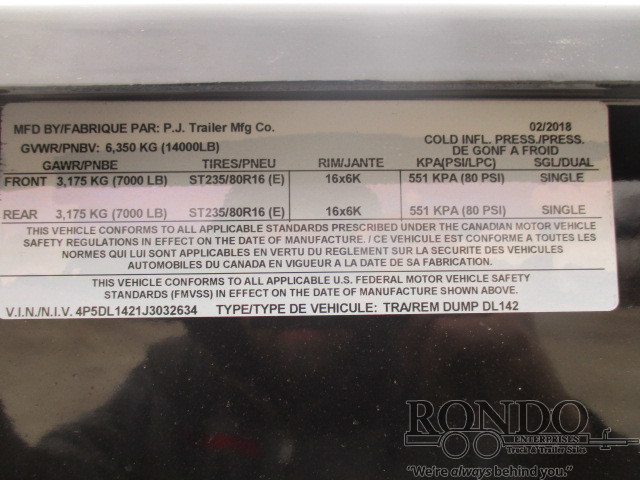 MFD BY/FABRIQUE PAR: P.J. Trailer Mfg Co. 02/2018
GVWR/PNBV: 6,350 KG (14000LB) COLD INFL. PRESS/PRESS.
DE GONF A FROID
GAWR/PNBE TIRES/PNEU RIM/JANTE KPA(PSI/LPC) SGL/DUAL
FRONT 3,175 KG (7000 LB) ST235/80R16 (E) 16x6K 551 KPA (80 PSI) SINGLE
REAR 3,175 KG (7000 LB) ST235/80R16 (E) 16x6K 551 KPA (80 PSI) SINGLE
THIS VEHICLE CONFORMS TO ALL APPLICABLE STANDARDS PRESCRIBED UNDER THE CANADIAN MOTOR VEHICLE
SAFETY REGULATIONS IN EFFECT ON THE DATE OF MANUFACTURE. / CE VEHICULE EST CONFORME A TOUTES LES
NORMES QUI LUI SONT APPLICABLES EN VERTU DU REGLEMENT SUR LA SECURITE DES VEHICULES
AUTOMOBILES DU CANADA EN VIGUEUR A LA DATE DE SA FABRICATION.
THIS VEHICLE CONFORMS TO ALL APPLICABLE U.S. FEDERAL MOTOR VEHICLE SAFETY
STANDARDS (FMVSS) IN EFFECT ON THE DATE OF MANUFACTURE SHOWN ABOVE.
V.I.N./N.I.V. 4P5DL1421J3032634 TYPE/TYPE DE VEHICULE: TRA/REM DUMP DL142
RONDO
ENTERPRISES
Truck & Trailer Sales
"We're always behind you."